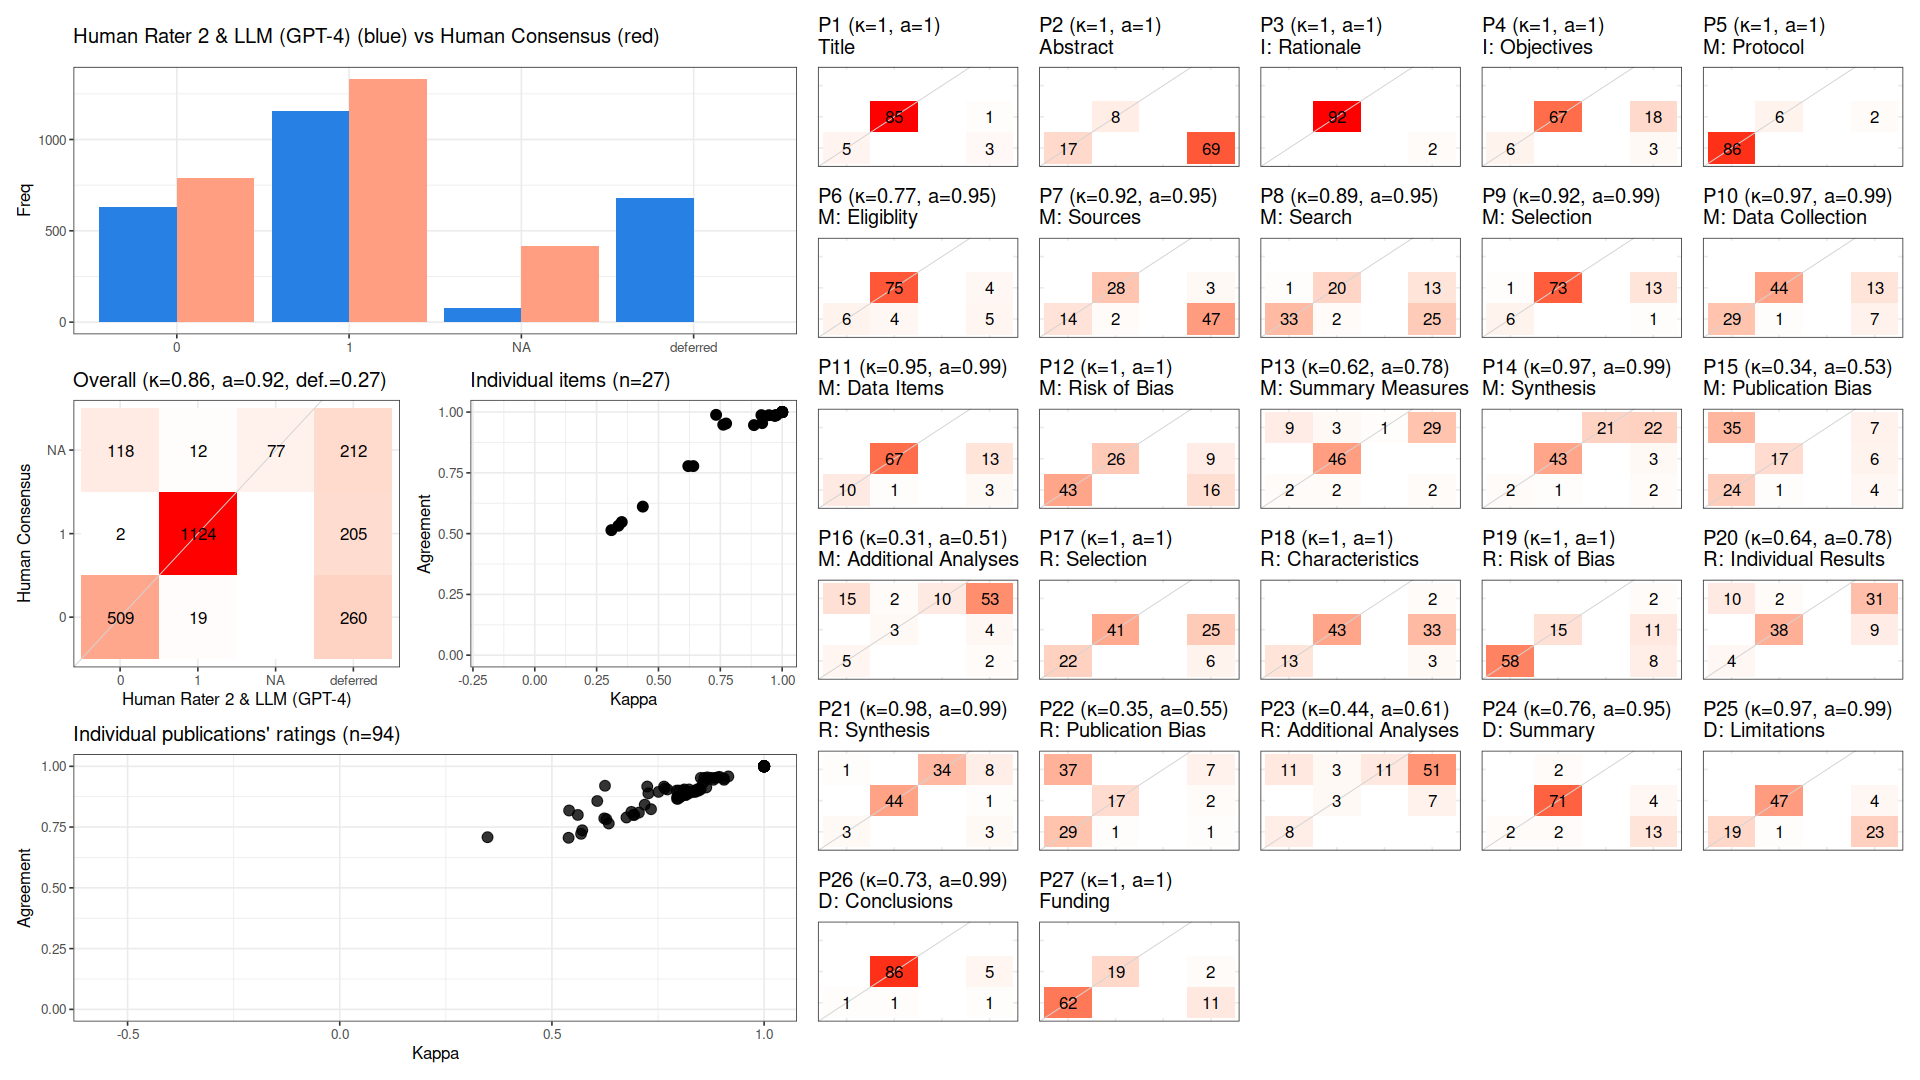 Human Rater 2 & LLM (GPT-4) (blue) vs Human Consensus (red)
Freq
1000
500
0
0 1 NA deferred
Overall (κ=0.86, a=0.92, def.=0.27)
Human Consensus
NA
1
0
118 12 77 212
2 1124 205
509 19 260
0 1 NA deferred
Human Rater 2 & LLM (GPT-4)
Individual items (n=27)
Agreement
1.00
0.75
0.50
0.25
0.00
-0.25 0.00 0.25 0.50 0.75 1.00
Kappa
Individual publications' ratings (n=94)
Agreement
1.00
0.75
0.50
0.25
0.00
-0.5 0.0 0.5 1.0
Kappa
P1 (κ=1, a=1)
Title
85 1
5 3
P2 (κ=1, a=1)
Abstract
8
17 69
P3 (κ=1, a=1)
I: Rationale
92
2
P4 (κ=1, a=1)
I: Objectives
67 18
6 3
P5 (κ=1, a=1)
M: Protocol
6 2
86
P6 (κ=0.77, a=0.95)
M: Eligiblity
75 4
6 4 5
P7 (κ=0.92, a=0.95)
M: Sources
28 3
14 2 47
P8 (κ=0.89, a=0.95)
M: Search
1 20 13
33 2 25
P9 (κ=0.92, a=0.99)
M: Selection
1 73 13
6 1
P10 (κ=0.97, a=0.99)
M: Data Collection
44 13
29 1 7
P11 (κ=0.95, a=0.99)
M: Data Items
67 13
10 1 3
P12 (κ=1, a=1)
M: Risk of Bias
26 9
43 16
P13 (κ=0.62, a=0.78)
M: Summary Measures
9 3 1 29
46
2 2 2
P14 (κ=0.97, a=0.99)
M: Synthesis
21 22
43 3
2 1 2
P15 (κ=0.34, a=0.53)
M: Publication Bias
35 7
17 6
24 1 4
P16 (κ=0.31, a=0.51)
M: Additional Analyses
15 2 10 53
3 4
5 2
P17 (κ=1, a=1)
R: Selection
41 25
22 6
P18 (κ=1, a=1)
R: Characteristics
2
43 33
13 3
P19 (κ=1, a=1)
R: Risk of Bias
2
15 11
58 8
P20 (κ=0.64, a=0.78)
R: Individual Results
10 2 31
38 9
4
P21 (κ=0.98, a=0.99)
R: Synthesis
1 34 8
44 1
3 3
P22 (κ=0.35, a=0.55)
R: Publication Bias
37 7
17 2
29 1 1
P23 (κ=0.44, a=0.61)
R: Additional Analyses
11 3 11 51
3 7
8
P24 (κ=0.76, a=0.95)
D: Summary
2
71 4
2 2 13
P25 (κ=0.97, a=0.99)
D: Limitations
47 4
19 1 23
P26 (κ=0.73, a=0.99)
D: Conclusions
86 5
1 1 1
P27 (κ=1, a=1)
Funding
19 2
62 11